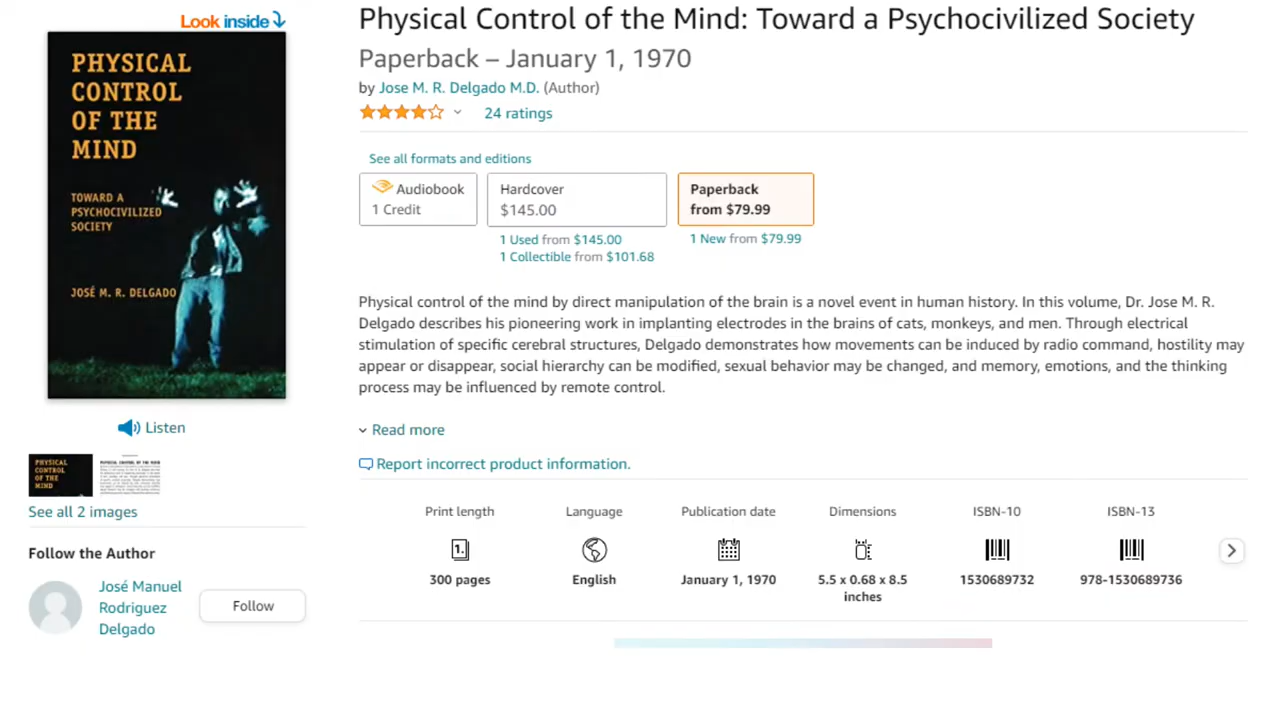 Look inside
PHYSICAL
CONTROL
OF THE
MIND
TOWARD A
PSYCHOCIVILIZED
SOCIETY
JOSÉ M. R. DELGADO
Listen
PHYSICAL
CONTROL
OF THE
MIND
See all 2 images
Follow the Author
José Manuel
Rodriguez
Delgado
Follow
Physical Control of the Mind: Toward a Psychocivilized Society
Paperback – January 1, 1970
by Jose M. R. Delgado M.D. (Author)
24 ratings
See all formats and editions
Audiobook
1 Credit
Hardcover
$145.00
1 Used from $145.00
1 Collectible from $101.68
Paperback
from $79.99
1 New from $79.99
Physical control of the mind by direct manipulation of the brain is a novel event in human history. In this volume, Dr. Jose M. R.
Delgado describes his pioneering work in implanting electrodes in the brains of cats, monkeys, and men. Through electrical
stimulation of specific cerebral structures, Delgado demonstrates how movements can be induced by radio command, hostility may
appear or disappear, social hierarchy can be modified, sexual behavior may be changed, and memory, emotions, and the thinking
process may be influenced by remote control.
Read more
Report incorrect product information.
Print length
1.
300 pages
Language
English
Publication date
January 1, 1970
Dimensions
5.5 x 0.68 x 8.5
inches
ISBN-10
1530689732
ISBN-13
978-1530689736